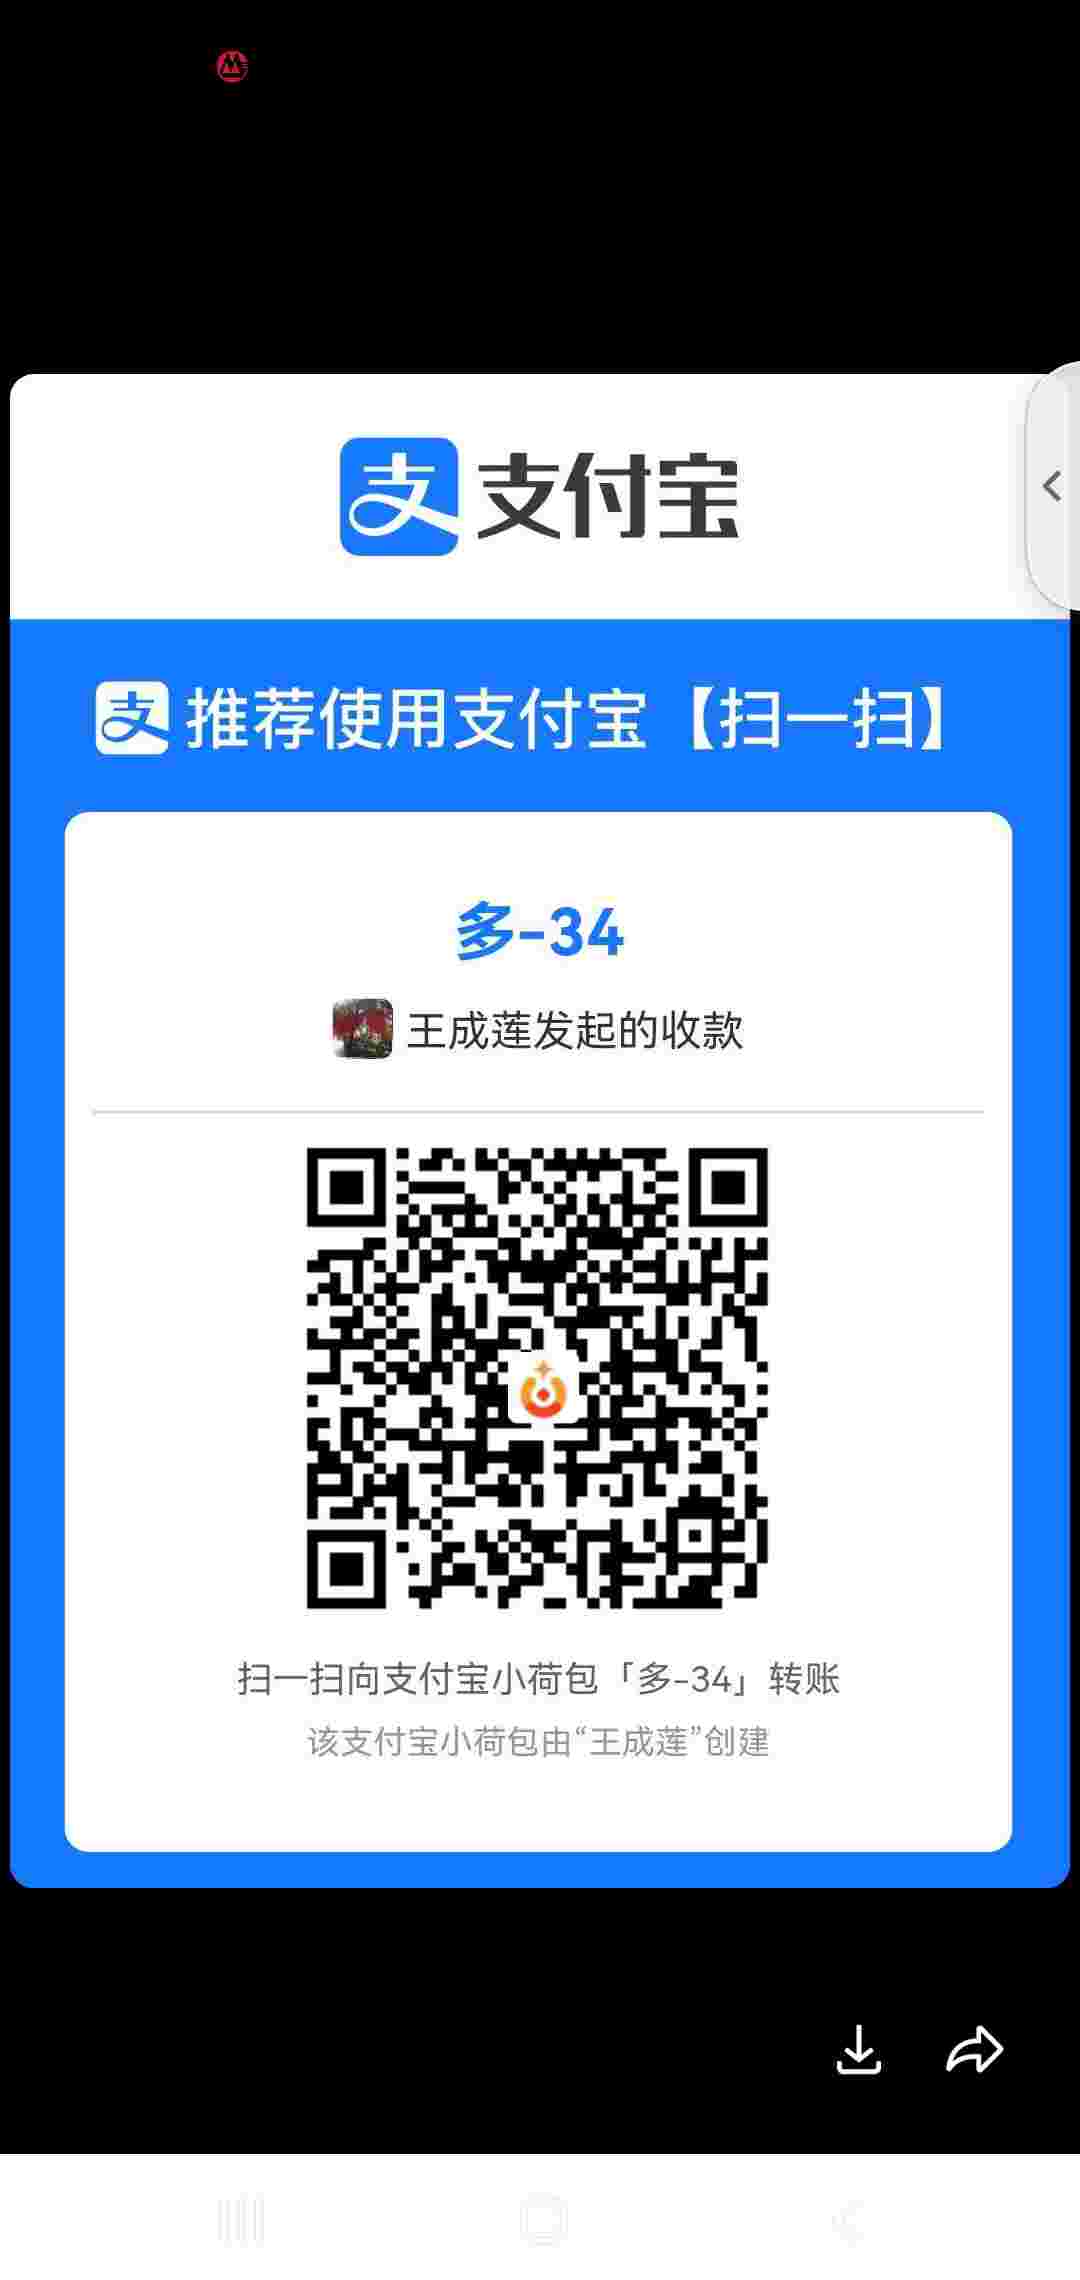 支付宝
推荐使用支付宝【扫一扫】
多-34
王成莲发起的收款
扫一扫向支付宝小荷包「多-34」转账
该支付宝小荷包由“王成莲”创建